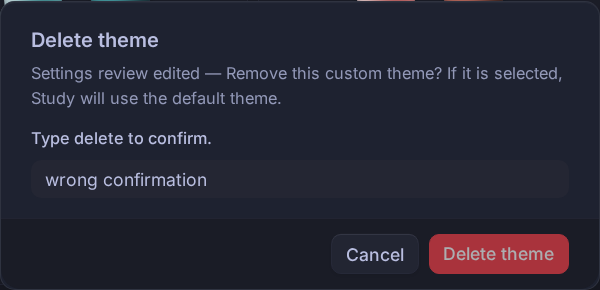 Delete theme
Settings review edited — Remove this custom theme? If it is selected,
Study will use the default theme.
Type delete to confirm.
wrong confirmation
Cancel
Delete theme